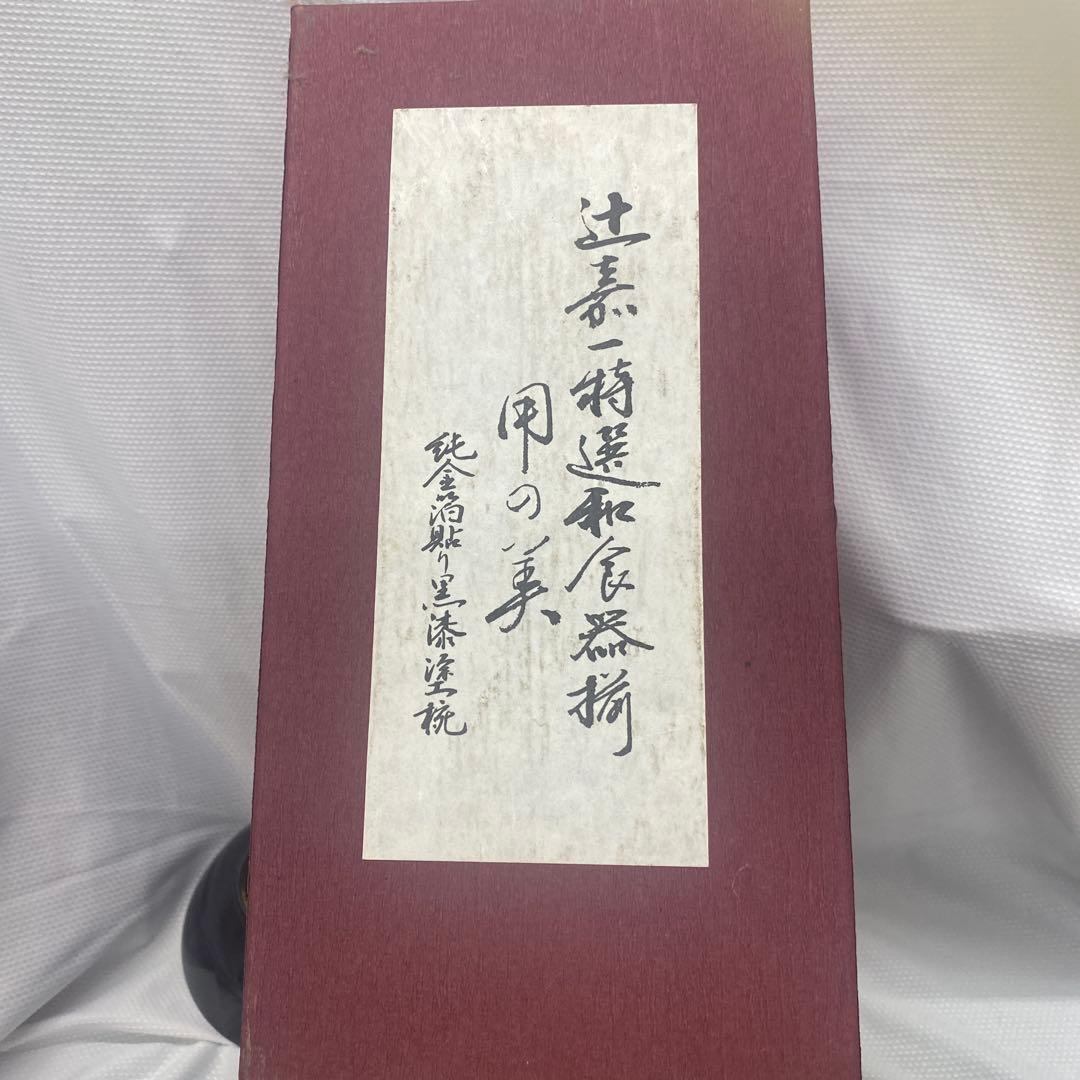 辻嘉一特選和食器揃
用の美
純金箔貼り黒漆塗椀